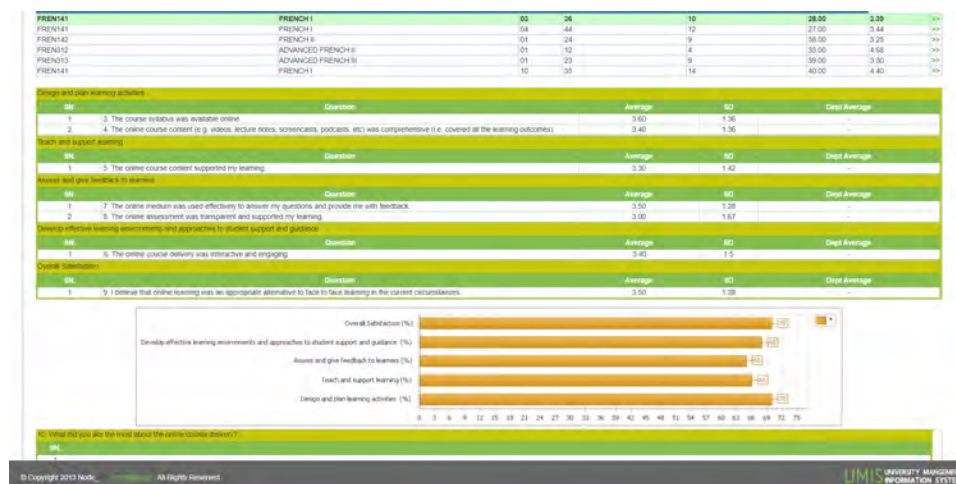 FREN141 FRENCH I 03 36 10 28.00 3.39 >>
FREN141 FRENCH I 04 44 12 27.00 3.44 >>
FREN142 FRENCH II 01 24 9 38.00 3.25 >>
FREN312 ADVANCED FRENCH II 01 12 4 33.00 4.68 >>
FREN313 ADVANCED FRENCH III 01 23 9 39.00 3.30 >>
FREN141 FRENCH I 10 35 14 40.00 4.40 >>
Design and plan learning activities
SN. Question Average SD Dept Average
1 3. The course syllabus was available online. 3.60 1.36 -
2 4. The online course content (e.g. videos, lecture notes, screencasts, podcasts, etc) was comprehensive (i.e. covered all the learning outcomes). 3.40 1.36 -
Teach and support learning
SN. Question Average SD Dept Average
1 5. The online course content supported my learning. 3.30 1.42 -
Assess and give feedback to learners
SN. Question Average SD Dept Average
1 7. The online medium was used effectively to answer my questions and provide me with feedback. 3.50 1.28 -
2 8. The online assessment was transparent and supported my learning. 3.00 1.67 -
Develop effective learning environments and approaches to student support and guidance
SN. Question Average SD Dept Average
1 6. The online course delivery was interactive and engaging. 3.40 1.5 -
Overall Satisfaction
SN. Question Average SD Dept Average
1 9. I believe that online learning was an appropriate alternative to face to face learning in the current circumstances. 3.50 -
Overall Satisfaction (%)
Develop effective learning environments and approaches to student support and guidance (%)
Assess and give feedback to learners (%)
Teach and support learning (%)
Design and plan learning activities (%)
0 3 6 9 12 15 18 21 24 27 30 33 36 39 42 45 48 51 54 57 60 63 66 69 72 75
10. What did you like the most about the online course delivery?
SN.
© Copyright 2013 Node_ All Rights Reserved.
UMIS UNIVERSITY MANGEMENT
INFORMATION SYSTEM